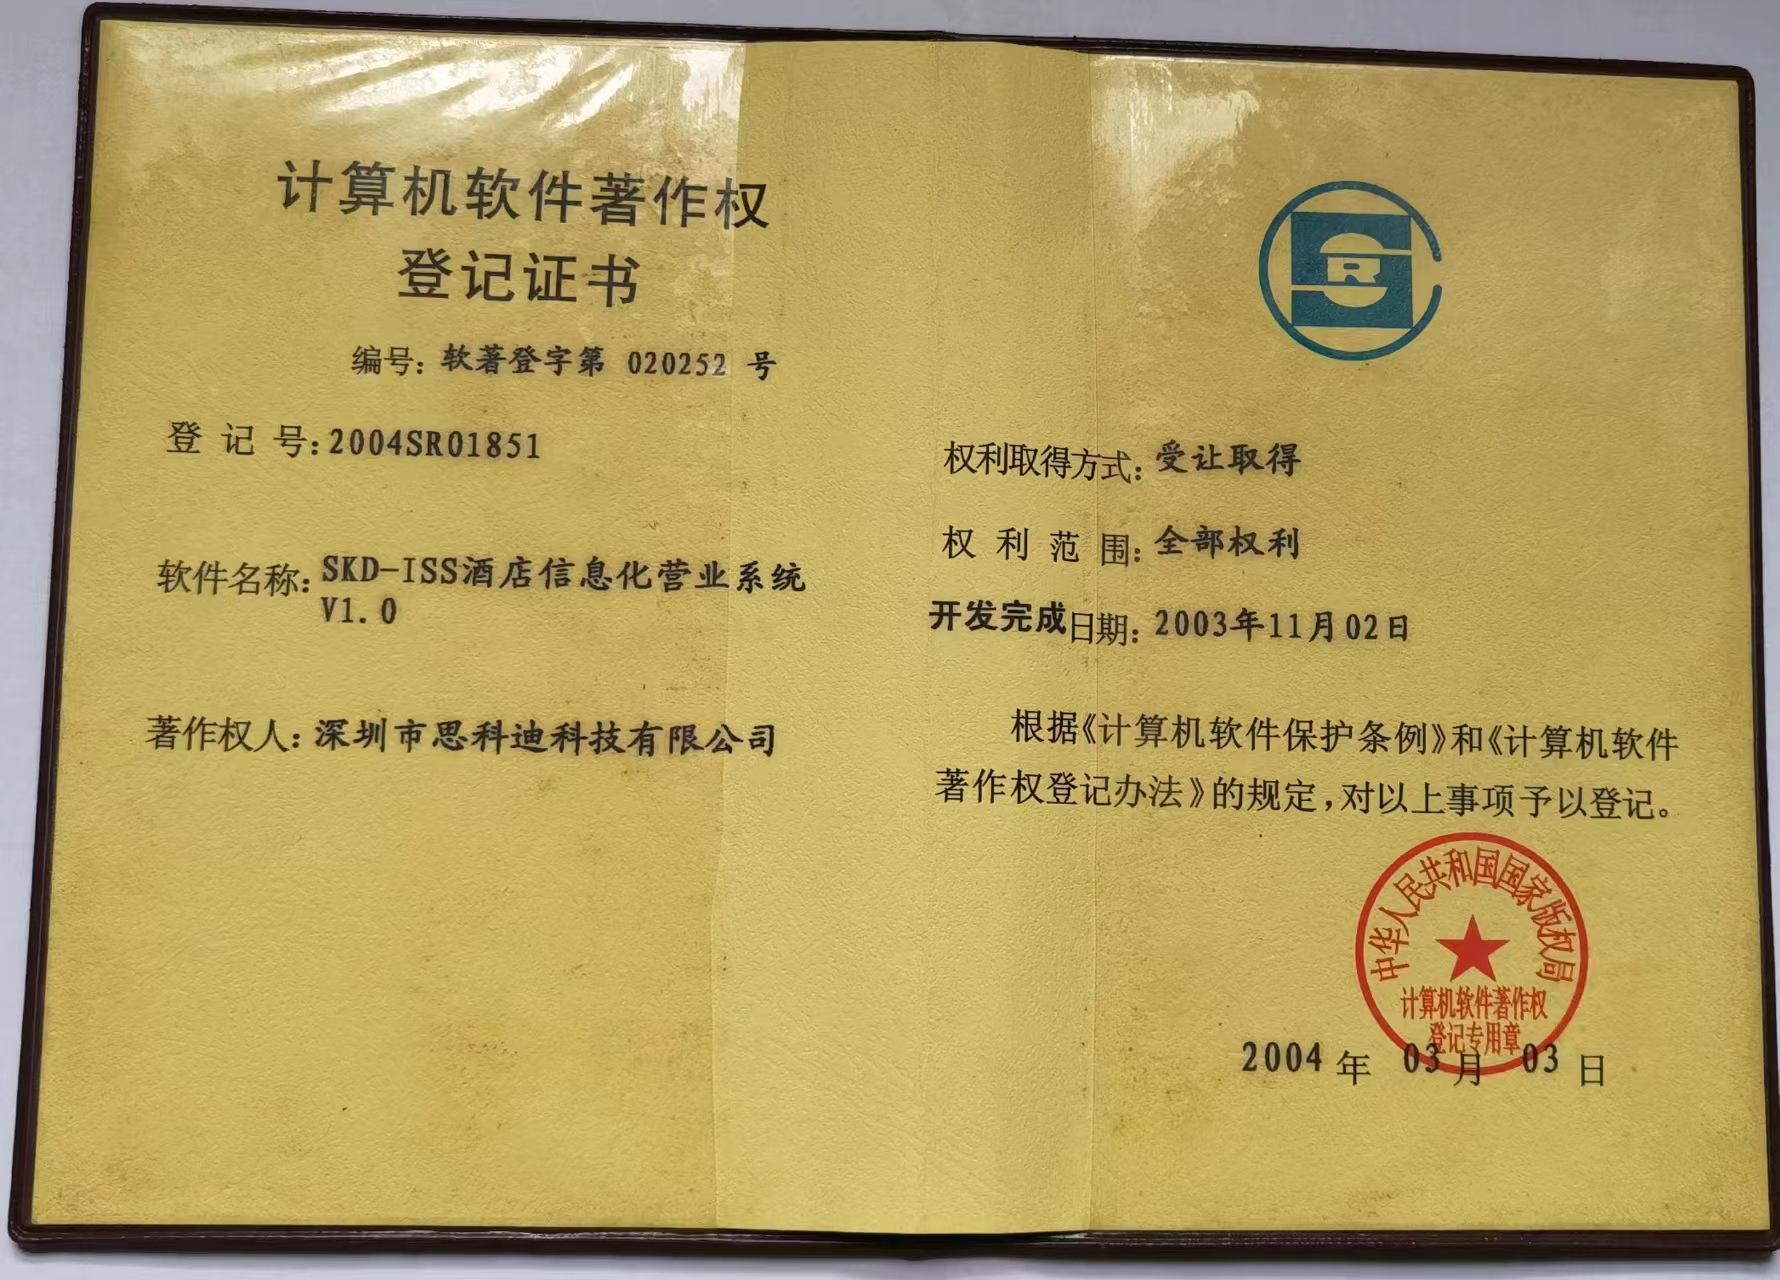 计算机软件著作权
登记证书
编号：软著登字第 020252 号
登 记 号：2004SR01851
软件名称：SKD-ISS酒店信息化营业系统
V1.0
著作权人：深圳市思科迪科技有限公司
SR
权利取得方式：受让取得
权 利 范 围：全部权利
开发完成日期：2003年11月02日
根据《计算机软件保护条例》和《计算机软件
著作权登记办法》的规定，对以上事项予以登记。
中华人民共和国国家版权局
计算机软件著作权
登记专用章
2004 年 03 月 03 日